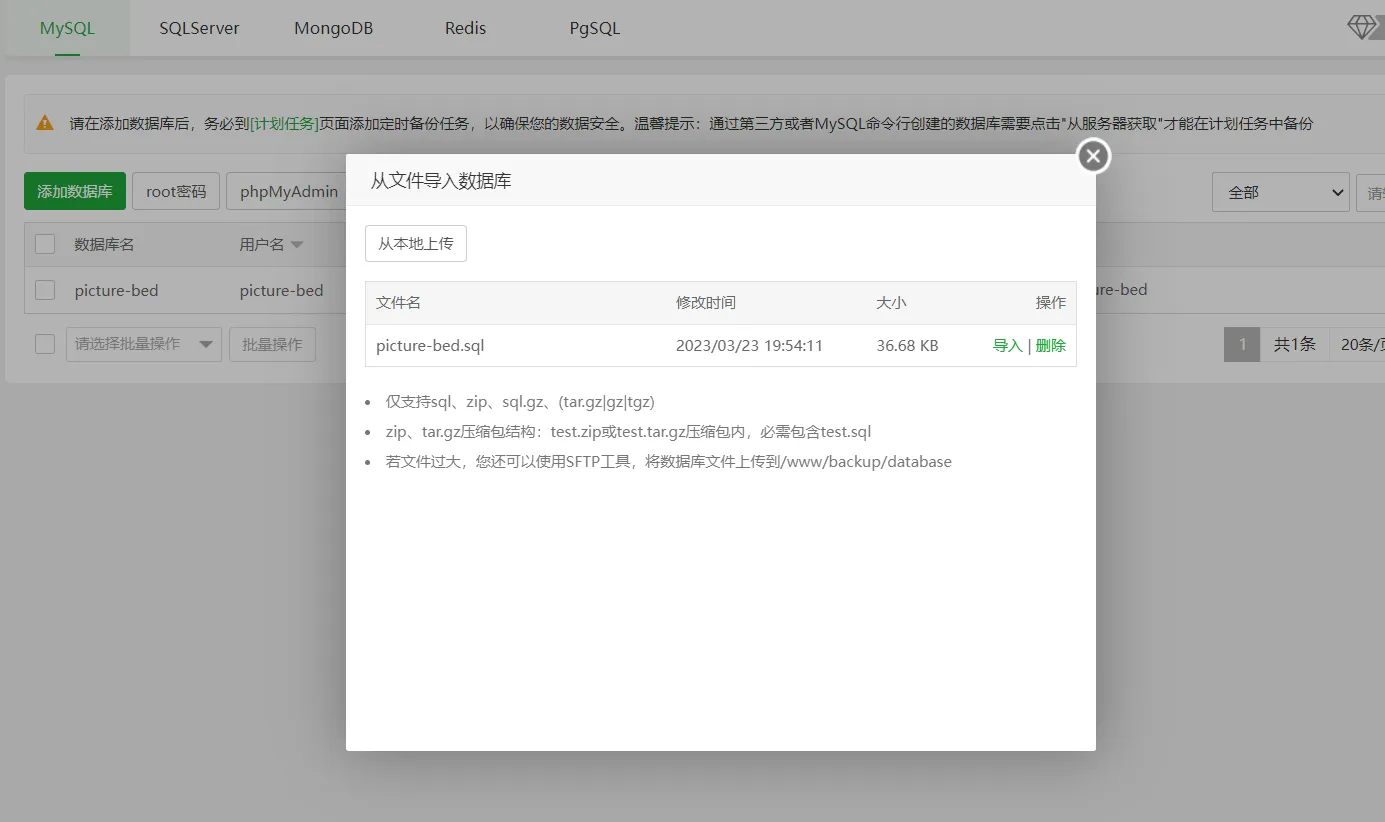 MySQL SQLServer MongoDB Redis PgSQL
请在添加数据库后，务必到[计划任务]页面添加定时备份任务，以确保您的数据安全。温馨提示：通过第三方或者MySQL命令行创建的数据库需要点击"从服务器获取"才能在计划任务中备份
从文件导入数据库
添加数据库 root密码 phpMyAdmin 全部
从本地上传
数据库名 用户名
文件名 修改时间 大小 操作
picture-bed picture-bed re-bed
picture-bed.sql 2023/03/23 19:54:11 36.68 KB 导入 | 删除
请选择批量操作 批量操作 1 共1条 20条/
仅支持sql、zip、sql.gz、(tar.gz|gz|tgz)
zip、tar.gz压缩包结构：test.zip或test.tar.gz压缩包内，必需包含test.sql
若文件过大，您还可以使用SFTP工具，将数据库文件上传到/www/backup/database